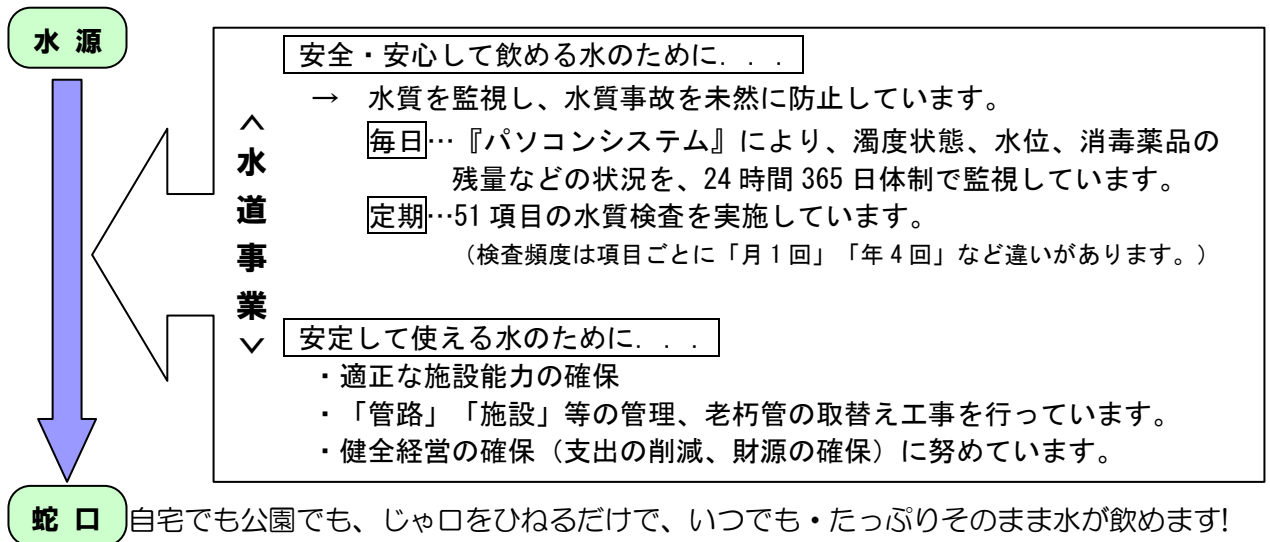 水 源
安全・安心して飲める水のために...
→ 水質を監視し、水質事故を未然に防止しています。
毎日…『パソコンシステム』により、濁度状態、水位、消毒薬品の
残量などの状況を、24時間365日体制で監視しています。
定期…51項目の水質検査を実施しています。
（検査頻度は項目ごとに「月1回」「年4回」など違いがあります。）
＜水道事業＞
安定して使える水のために...
・適正な施設能力の確保
・「管路」「施設」等の管理、老朽管の取替え工事を行っています。
・健全経営の確保（支出の削減、財源の確保）に努めています。
蛇 口 自宅でも公園でも、じゃ口をひねるだけで、いつでも・たっぷりそのまま水が飲めます!